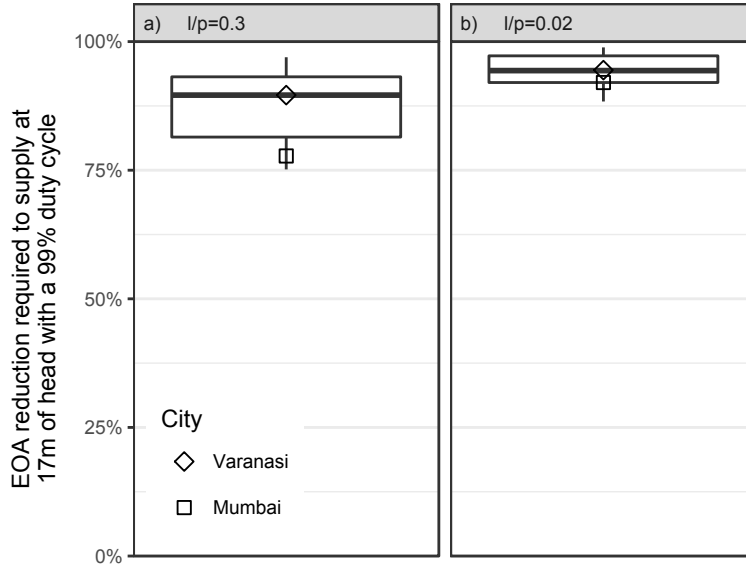 a) l/p=0.3
b) l/p=0.02
EOA reduction required to supply at
17m of head with a 99% duty cycle
100%
75%
50%
25%
0%
City
Varanasi
Mumbai